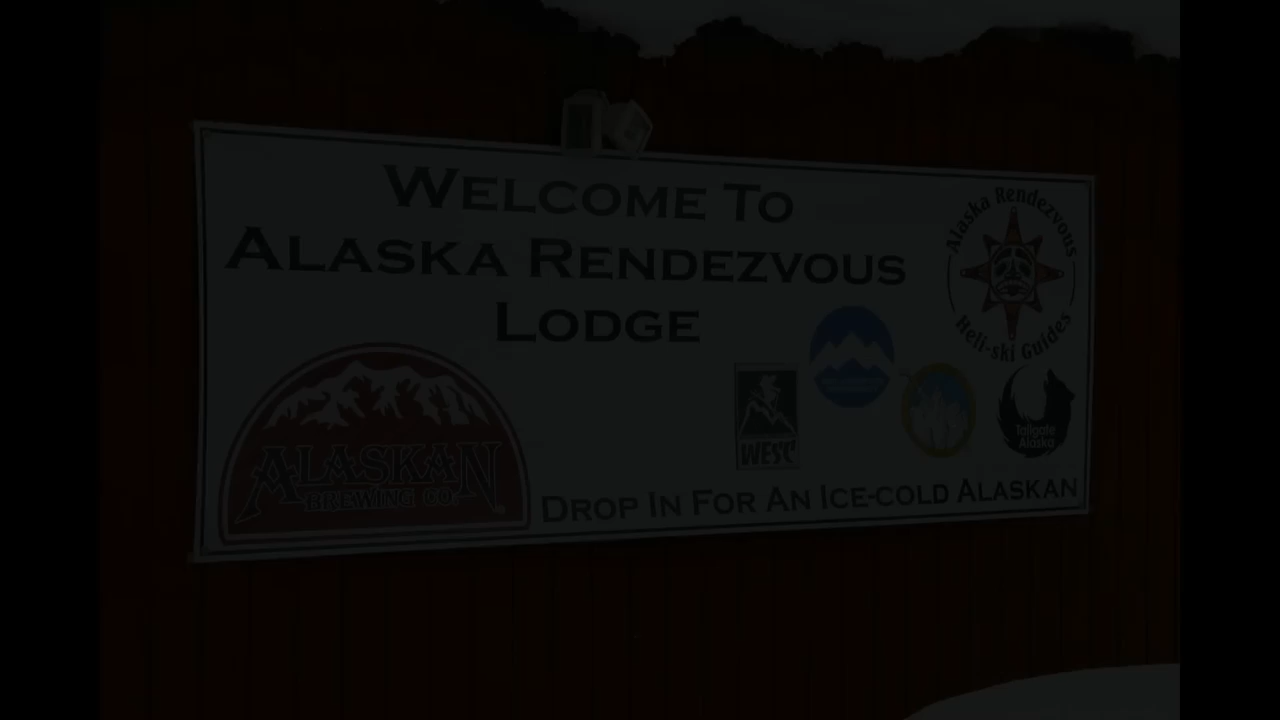 WELCOME TO
ALASKA RENDEZVOUS
LODGE
Alaska Rendezvous
Heli-ski Guides
ALASKAN
BREWING CO.
WESC
Tailgate
Alaska
DROP IN FOR AN ICE-COLD ALASKAN